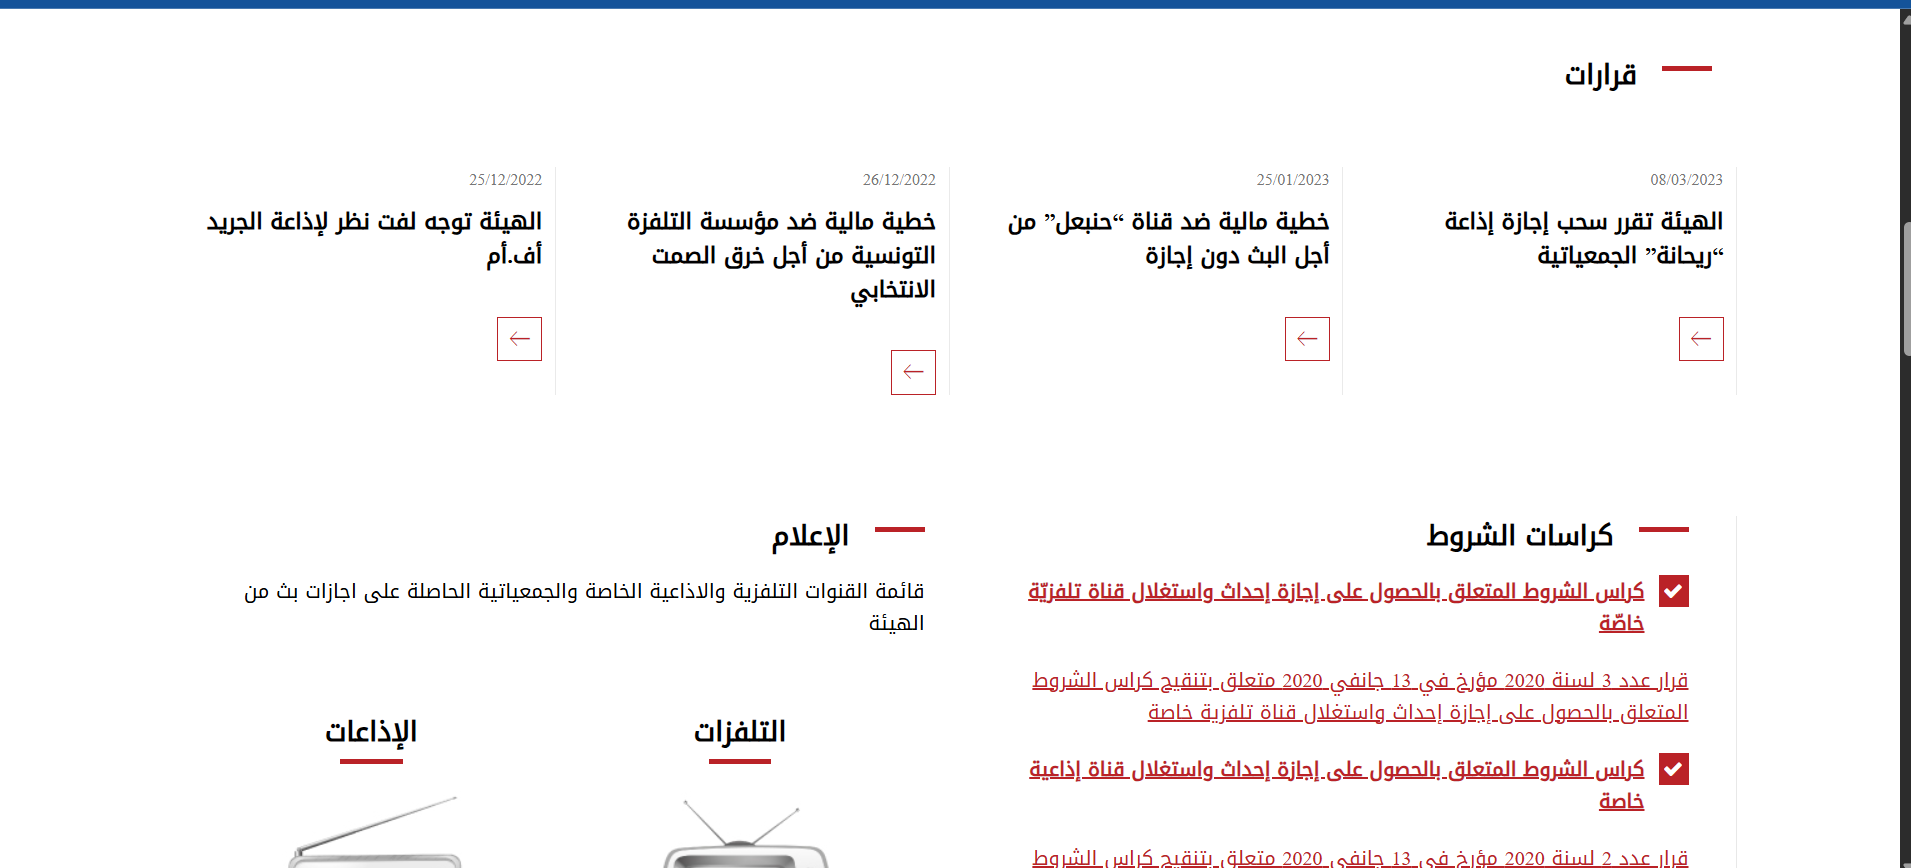 قرارات
08/03/2023
الهيئة تقرر سحب إجازة إذاعة
“ريحانة” الجمعياتية
25/01/2023
خطية مالية ضد قناة “حنبعل” من
أجل البث دون إجازة
26/12/2022
خطية مالية ضد مؤسسة التلفزة
التونسية من أجل خرق الصمت
الانتخابي
25/12/2022
الهيئة توجه لفت نظر لإذاعة الجريد
أف.أم
كراسات الشروط
كراس الشروط المتعلق بالحصول على إجازة إحداث واستغلال قناة تلفزيّة
خاصّة
قرار عدد 3 لسنة 2020 مؤرخ في 13 جانفي 2020 متعلق بتنقيح كراس الشروط
المتعلق بالحصول على إجازة إحداث واستغلال قناة تلفزية خاصة
كراس الشروط المتعلق بالحصول على إجازة إحداث واستغلال قناة إذاعية
خاصة
قرار عدد 2 لسنة 2020 مؤرخ في 13 جانفي 2020 متعلق بتنقيح كراس الشروط
الإعلام
قائمة القنوات التلفزية والاذاعية الخاصة والجمعياتية الحاصلة على اجازات بث من
الهيئة
التلفزات
الإذاعات